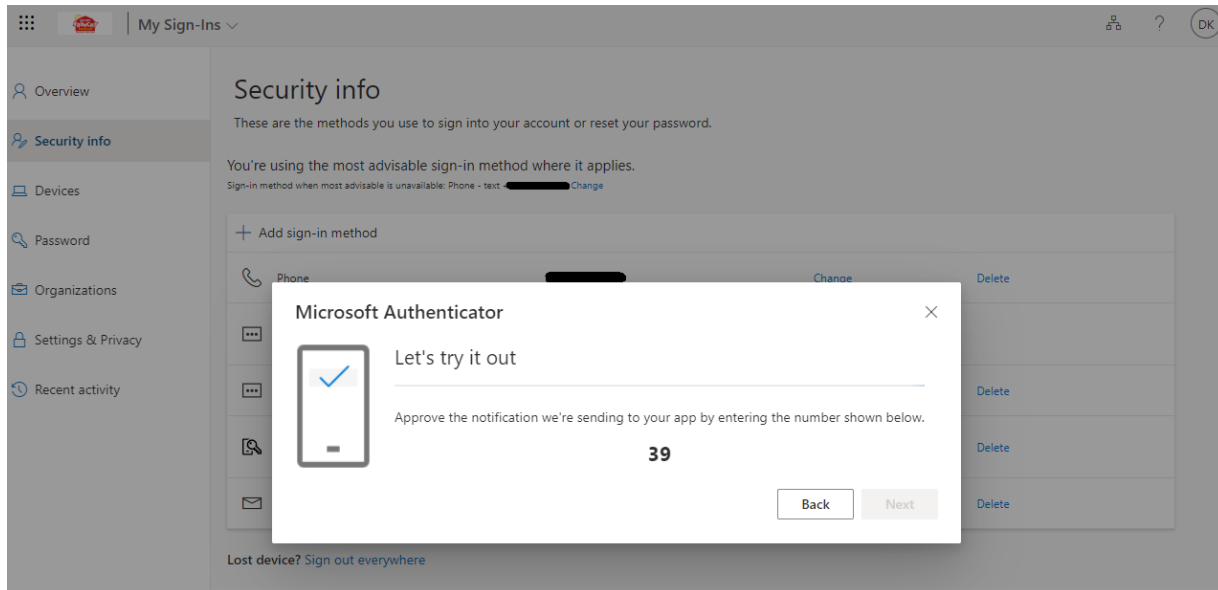 My Sign-Ins
?
DK
Overview
Security info
Devices
Password
Organizations
Settings & Privacy
Recent activity
Security info
These are the methods you use to sign into your account or reset your password.
You're using the most advisable sign-in method where it applies.
Sign-in method when most advisable is unavailable: Phone - text Change
+ Add sign-in method
Phone Change Delete
Delete
Delete
Delete
Microsoft Authenticator
Let's try it out
Approve the notification we're sending to your app by entering the number shown below.
39
Back Next
Lost device? Sign out everywhere